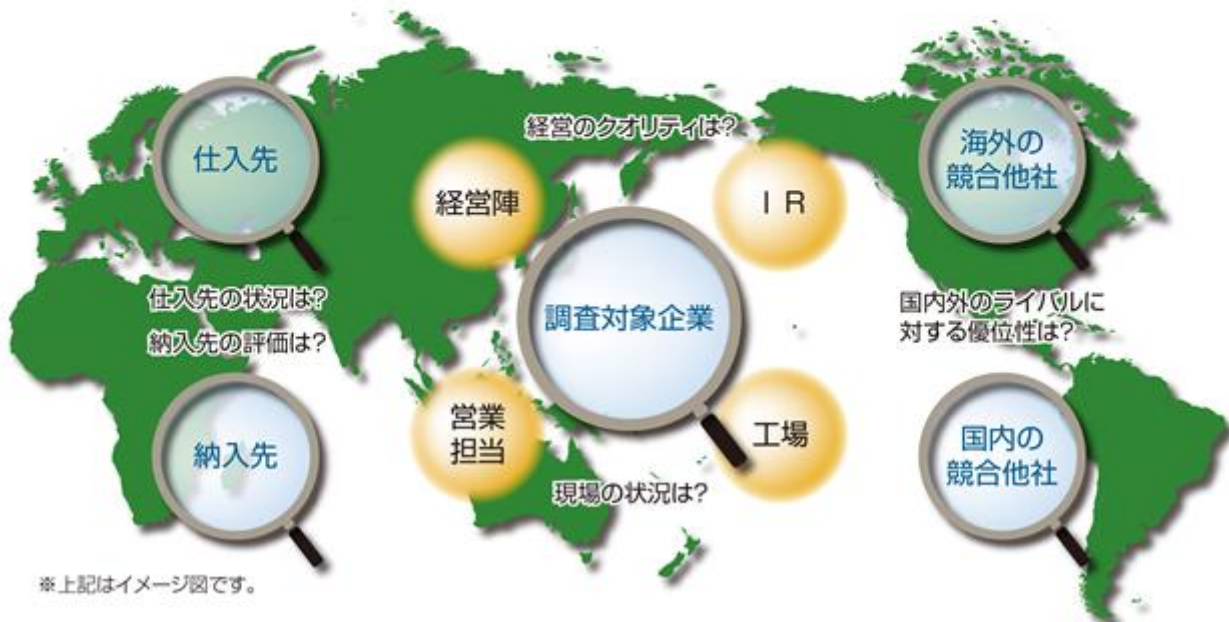 経営のクオリティは?
仕入先
経営陣
I R
海外の
競合他社
調査対象企業
仕入先の状況は?
納入先の評価は?
国内外のライバルに
対する優位性は?
納入先
営業
担当
工場
国内の
競合他社
現場の状況は?
※上記はイメージ図です。